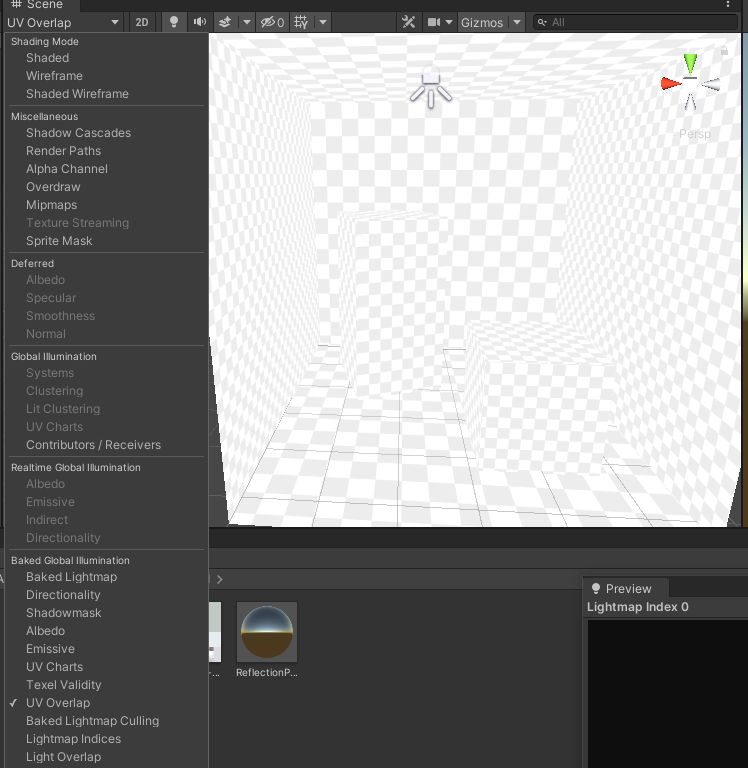 Scene
UV Overlap
2D
0
Gizmos
All
Shading Mode
Shaded
Wireframe
Shaded Wireframe
Miscellaneous
Shadow Cascades
Render Paths
Alpha Channel
Overdraw
Mipmaps
Texture Streaming
Sprite Mask
Deferred
Albedo
Specular
Smoothness
Normal
Global Illumination
Systems
Clustering
Lit Clustering
UV Charts
Contributors / Receivers
Realtime Global Illumination
Albedo
Emissive
Indirect
Directionality
Baked Global Illumination
Baked Lightmap
Directionality
Shadowmask
Albedo
Emissive
UV Charts
Texel Validity
UV Overlap
Baked Lightmap Culling
Lightmap Indices
Light Overlap
Persp
ReflectionP...
Preview
Lightmap Index 0